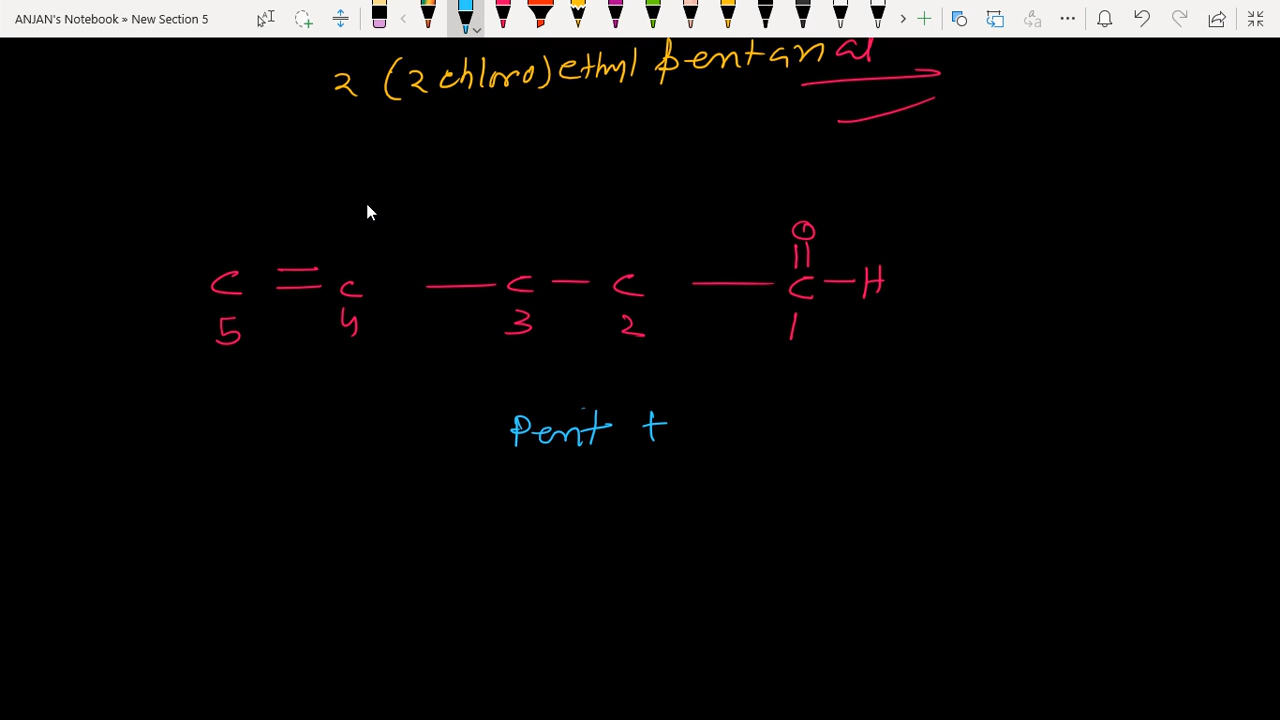 ANJAN's Notebook » New Section 5
2 (2 chloro) ethyl pentanal
O
C = C — C — C — C — H
5 4 3 2 1
Pent +